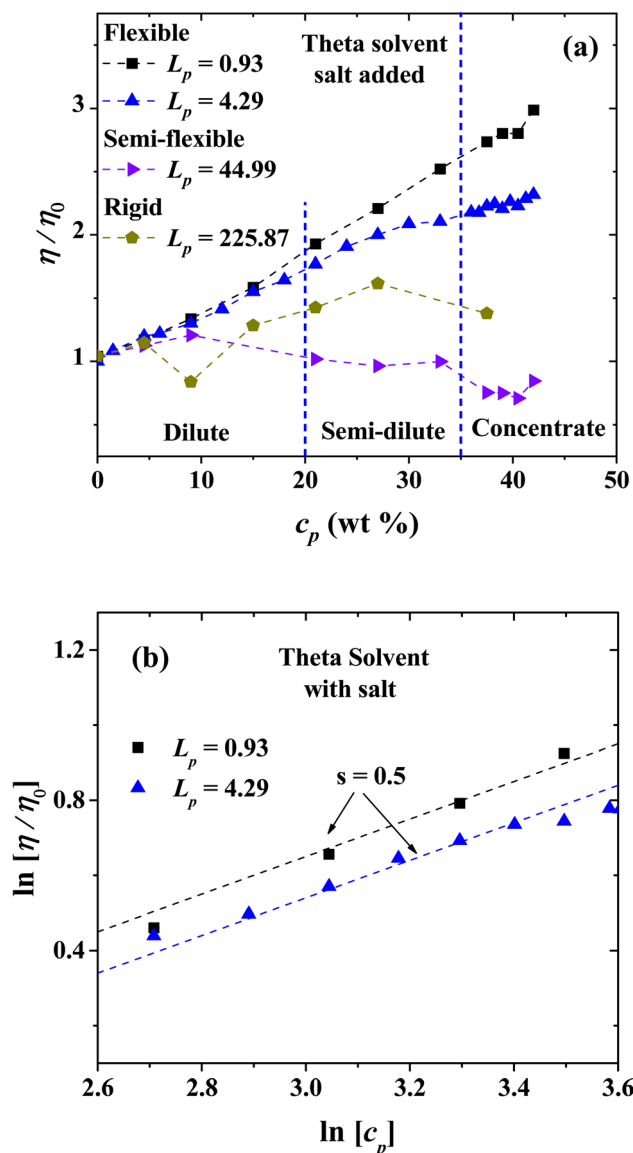 Flexible
L_p = 0.93
L_p = 4.29
Semi-flexible
L_p = 44.99
Rigid
L_p = 225.87
Theta solvent
salt added
(a)
3
2
1
η / η_0
Dilute
Semi-dilute
Concentrate
0
10
20
30
40
50
c_p (wt %)
(b)
Theta Solvent
with salt
L_p = 0.93
L_p = 4.29
s = 0.5
1.2
0.8
0.4
ln [η / η_0]
2.6
3.0
3.2
3.4
3.6
ln [c_p]